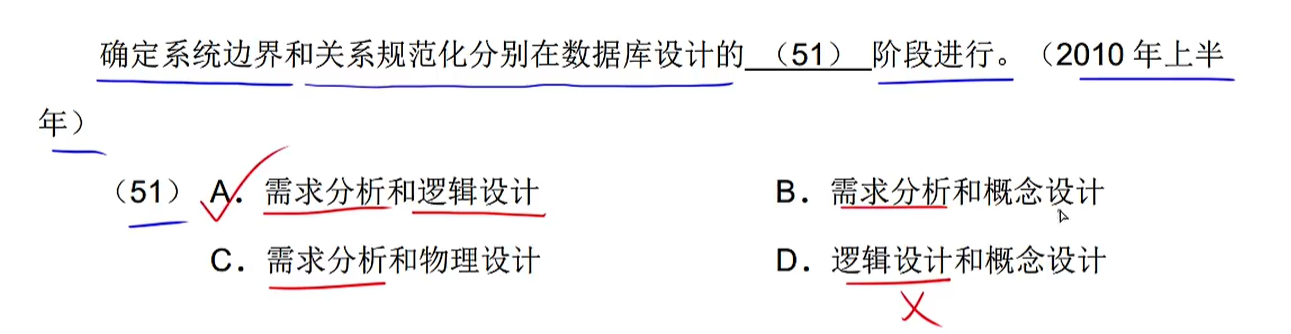 确定系统边界和关系规范化分别在数据库设计的 （51） 阶段进行。（2010 年上半
年）
（51） A．需求分析和逻辑设计 B．需求分析和概念设计
C．需求分析和物理设计 D．逻辑设计和概念设计